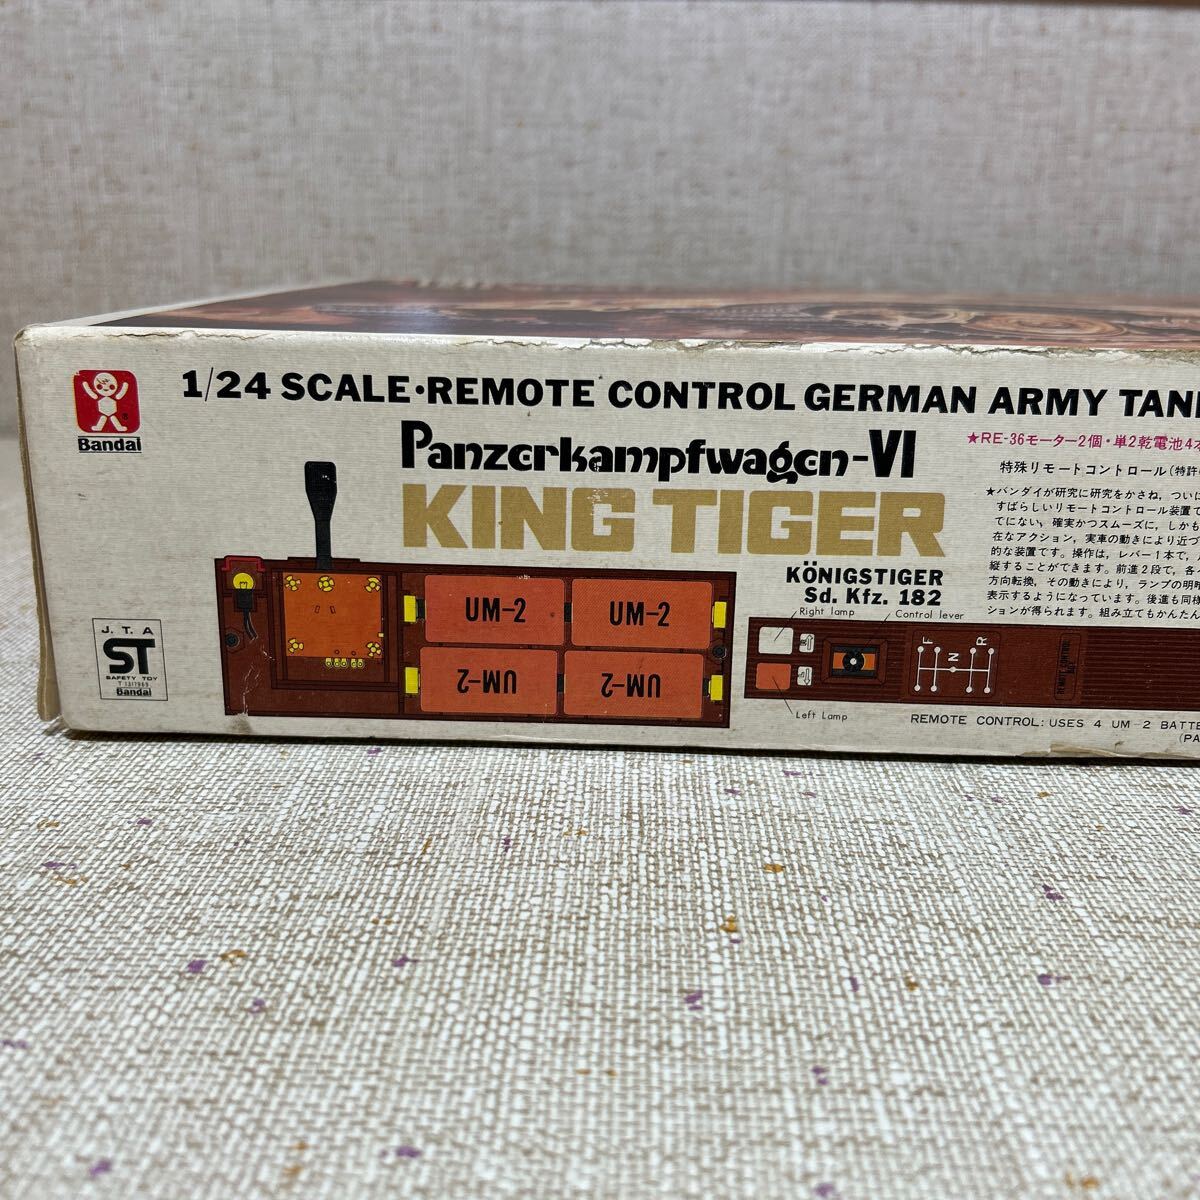 1/24 SCALE・REMOTE CONTROL GERMAN ARMY TAN
Bandai
Panzerkampfwagen-VI
KING TIGER
KÖNIGSTIGER
Sd. Kfz. 182
★RE-36モーター2個・単2乾電池4本
特殊リモートコントロール(特許
★バンダイが研究に研究をかさね，つい
すばらしいリモートコントロール装置で
てにない，確実かつスムーズに，しかも
在なアクション，実車の動きにより近づ
的な装置です。操作は，レバー1本で，
縦することができます。前進2段で，各
方向転換，その動きにより，ランプの明暗
表示するようになっています。後進も同様
ションが得られます。組み立てもかんたん
UM-2
UM-2
UM-2
UM-2
Right lamp
Control lever
Left Lamp
F
N
R
REMOTE CONTROL: USES 4 UM-2 BATTE
(PA
J.T.A
ST
SAFETY TOY
Bandai